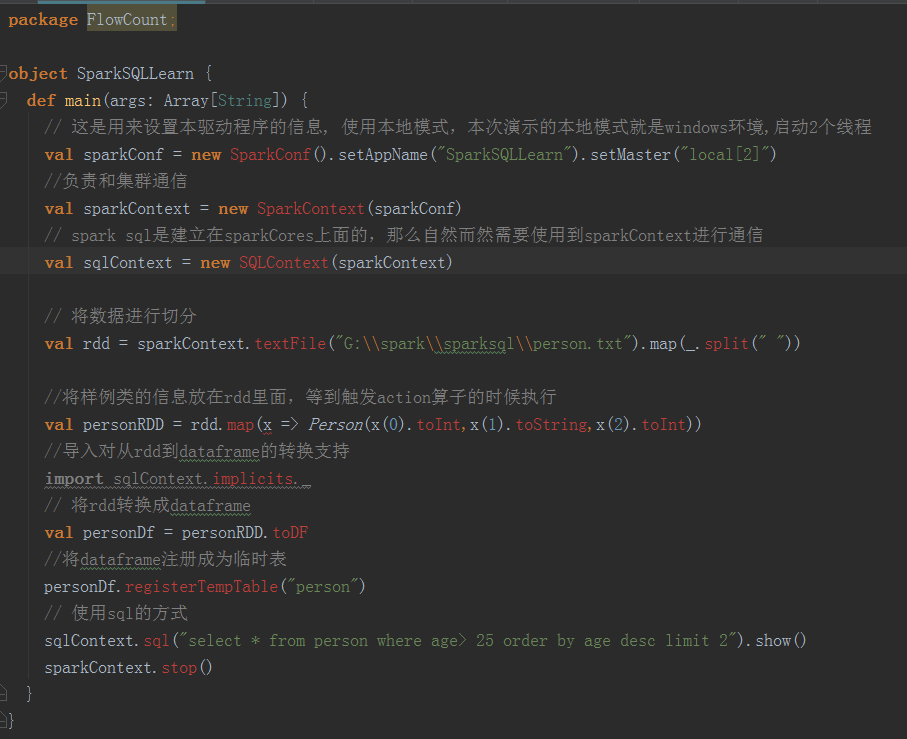 package FlowCount;
object SparkSQLLearn {
def main(args: Array[String]) {
// 这是用来设置本驱动程序的信息, 使用本地模式，本次演示的本地模式就是windows环境,启动2个线程
val sparkConf = new SparkConf().setAppName("SparkSQLLearn").setMaster("local[2]")
//负责和集群通信
val sparkContext = new SparkContext(sparkConf)
// spark sql是建立在sparkCores上面的，那么自然而然需要使用到sparkContext进行通信
val sqlContext = new SQLContext(sparkContext)
// 将数据进行切分
val rdd = sparkContext.textFile("G:\\spark\\sparksql\\person.txt").map(_.split(" "))
//将样例类的信息放在rdd里面，等到触发action算子的时候执行
val personRDD = rdd.map(x => Person(x(0).toInt,x(1).toString,x(2).toInt))
//导入对从rdd到dataframe的转换支持
import sqlContext.implicits._
// 将rdd转换成dataframe
val personDf = personRDD.toDF
//将dataframe注册成为临时表
personDf.registerTempTable("person")
// 使用sql的方式
sqlContext.sql("select * from person where age> 25 order by age desc limit 2").show()
sparkContext.stop()
}
}